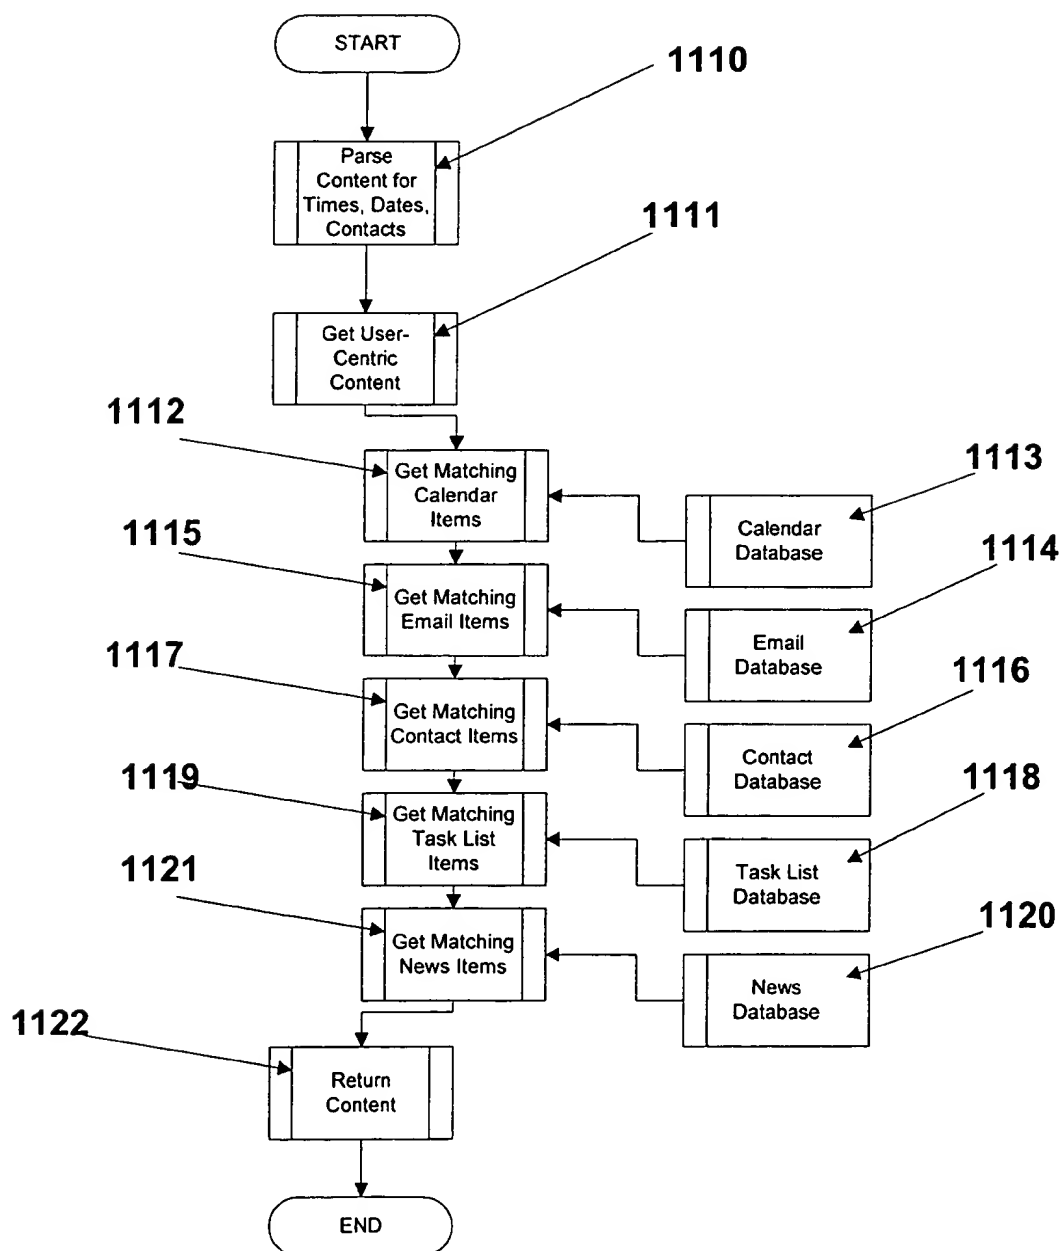 START
1110
Parse
Content for
Times, Dates,
Contacts
1111
Get User-
Centric
Content
1112
Get Matching
Calendar
Items
1113
Calendar
Database
1115
Get Matching
Email Items
1114
Email
Database
1117
Get Matching
Contact Items
1116
Contact
Database
1119
Get Matching
Task List
Items
1118
Task List
Database
1121
Get Matching
News Items
1120
News
Database
1122
Return
Content
END